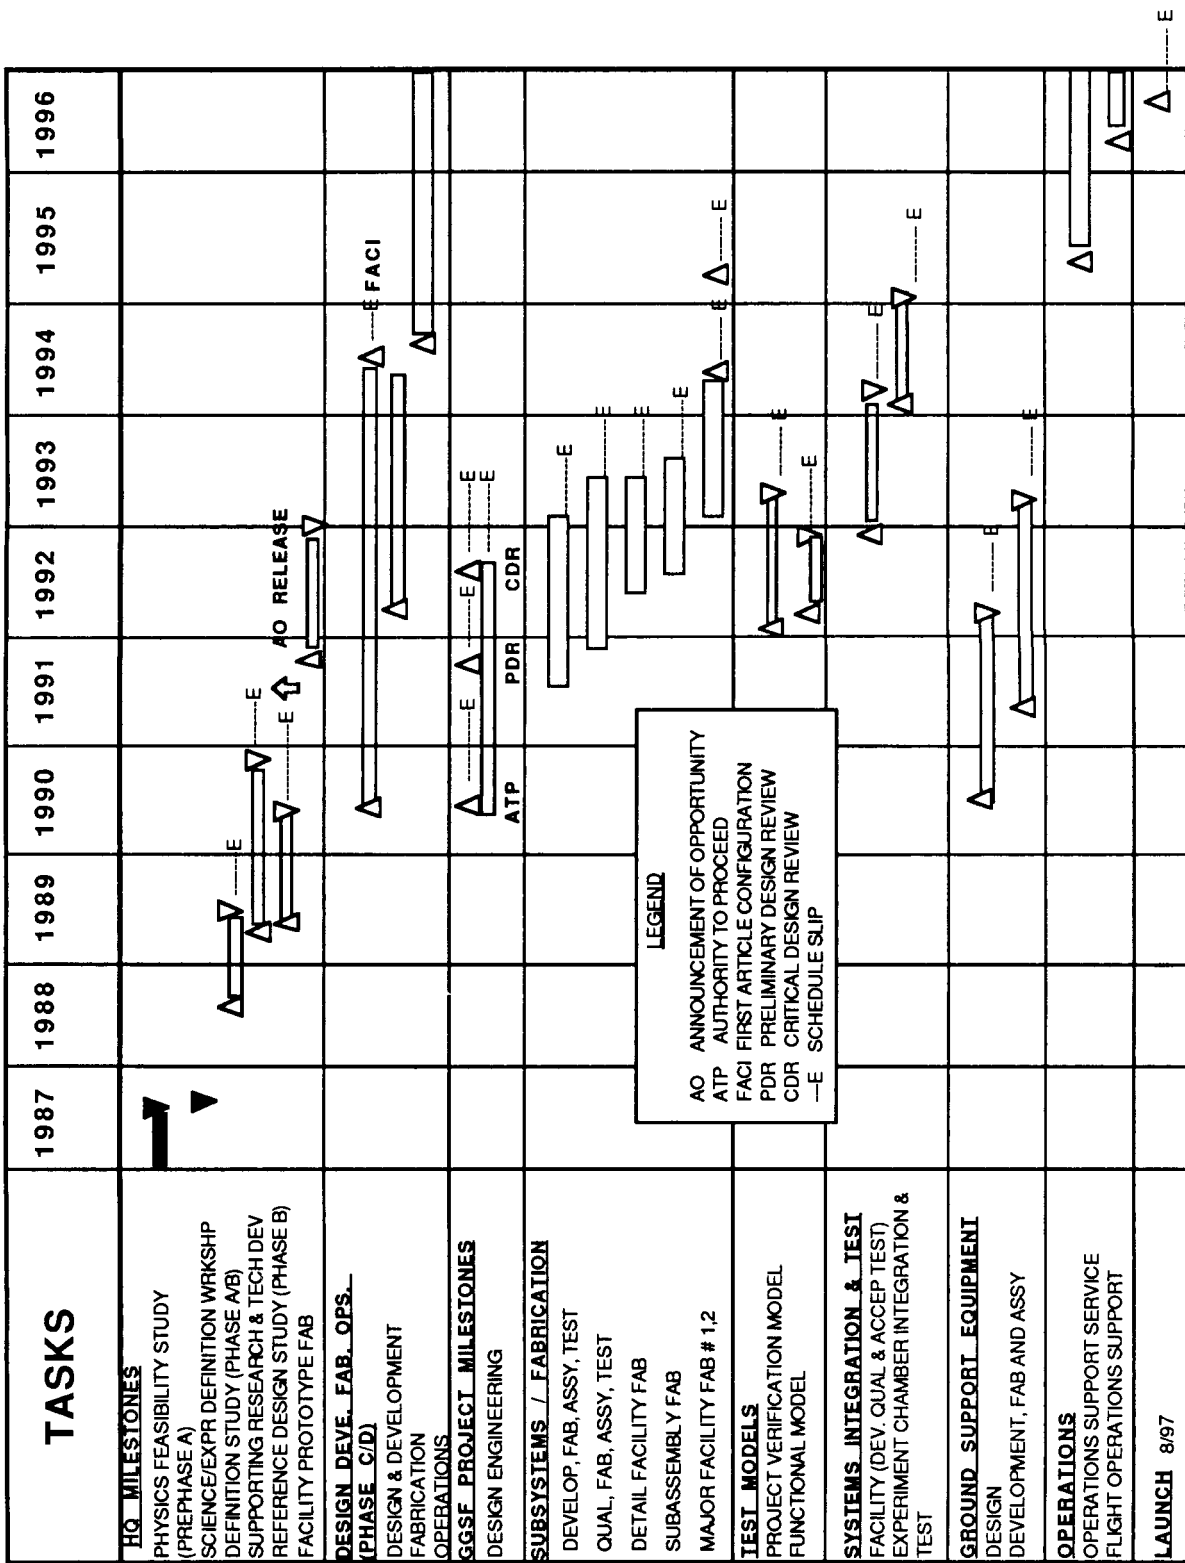 TASKS
1987 1988 1989 1990 1991 1992 1993 1994 1995 1996
HQ MILESTONES
PHYSICS FEASIBILITY STUDY
(PREPHASE A)
SCIENCE/EXPR DEFINITION WRKSHP
DEFINITION STUDY (PHASE A/B)
E
SUPPORTING RESEARCH & TECH DEV
E
REFERENCE DESIGN STUDY (PHASE B)
E
AO RELEASE
FACILITY PROTOTYPE FAB
DESIGN DEVE, FAB, OPS.
(PHASE C/D)
E FACI
DESIGN & DEVELOPMENT
FABRICATION
OPERATIONS
GGSF PROJECT MILESTONES
E E E
DESIGN ENGINEERING
E
ATP PDR CDR
SUBSYSTEMS / FABRICATION
DEVELOP, FAB, ASSY, TEST
E
QUAL, FAB, ASSY, TEST
E
DETAIL FACILITY FAB
E
SUBASSEMBLY FAB
E
MAJOR FACILITY FAB # 1,2
E E
LEGEND
AO ANNOUNCEMENT OF OPPORTUNITY
ATP AUTHORITY TO PROCEED
FACI FIRST ARTICLE CONFIGURATION
PDR PRELIMINARY DESIGN REVIEW
CDR CRITICAL DESIGN REVIEW
---E SCHEDULE SLIP
TEST MODELS
PROJECT VERIFICATION MODEL
E
FUNCTIONAL MODEL
E
SYSTEMS INTEGRATION & TEST
FACILITY (DEV. QUAL & ACCEP TEST)
E
EXPERIMENT CHAMBER INTEGRATION &
TEST
E
GROUND SUPPORT EQUIPMENT
DESIGN
E
DEVELOPMENT, FAB AND ASSY
E
OPERATIONS
OPERATIONS SUPPORT SERVICE
FLIGHT OPERATIONS SUPPORT
LAUNCH 8/97
E